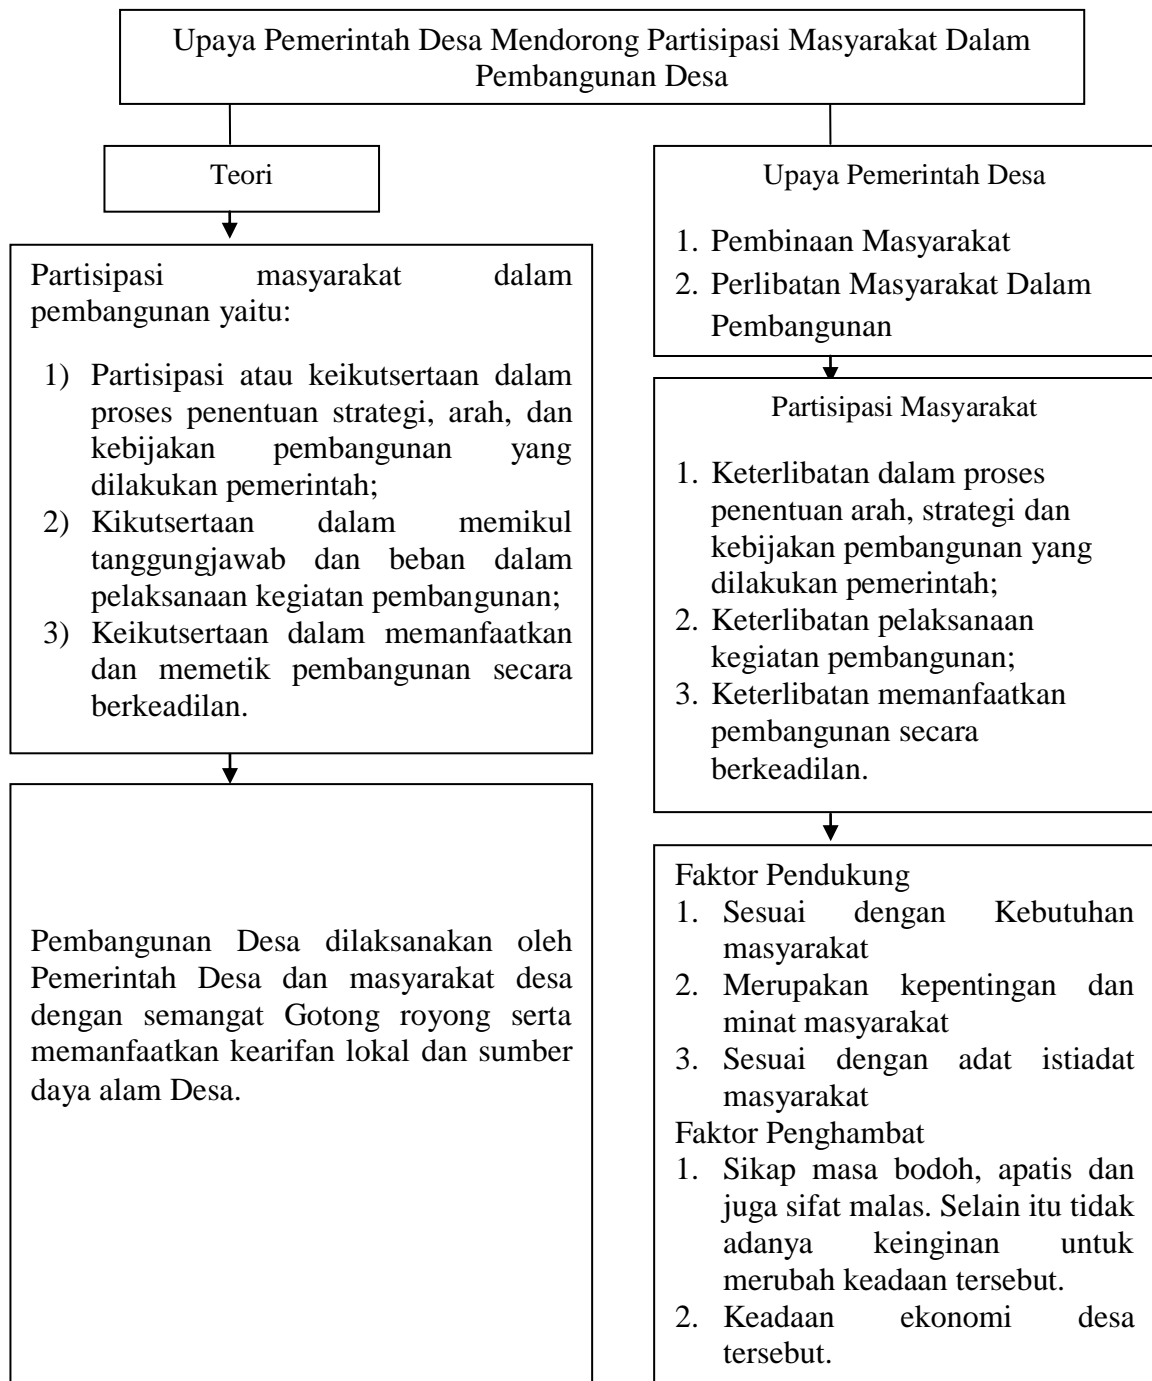 Upaya Pemerintah Desa Mendorong Partisipasi Masyarakat Dalam
Pembangunan Desa
Teori
Partisipasi masyarakat dalam
pembangunan yaitu:
1) Partisipasi atau keikutsertaan dalam
proses penentuan strategi, arah, dan
kebijakan pembangunan yang
dilakukan pemerintah;
2) Kikutsertaan dalam memikul
tanggungjawab dan beban dalam
pelaksanaan kegiatan pembangunan;
3) Keikutsertaan dalam memanfaatkan
dan memetik pembangunan secara
berkeadilan.
Pembangunan Desa dilaksanakan oleh
Pemerintah Desa dan masyarakat desa
dengan semangat Gotong royong serta
memanfaatkan kearifan lokal dan sumber
daya alam Desa.
Upaya Pemerintah Desa
1. Pembinaan Masyarakat
2. Perlibatan Masyarakat Dalam
Pembangunan
Partisipasi Masyarakat
1. Keterlibatan dalam proses
penentuan arah, strategi dan
kebijakan pembangunan yang
dilakukan pemerintah;
2. Keterlibatan pelaksanaan
kegiatan pembangunan;
3. Keterlibatan memanfaatkan
pembangunan secara
berkeadilan.
Faktor Pendukung
1. Sesuai dengan Kebutuhan
masyarakat
2. Merupakan kepentingan dan
minat masyarakat
3. Sesuai dengan adat istiadat
masyarakat
Faktor Penghambat
1. Sikap masa bodoh, apatis dan
juga sifat malas. Selain itu tidak
adanya keinginan untuk
merubah keadaan tersebut.
2. Keadaan ekonomi desa
tersebut.